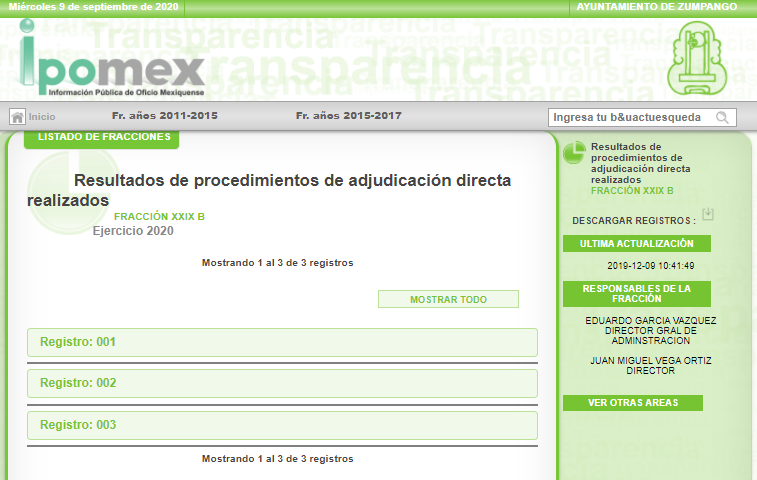 Miércoles 9 de septiembre de 2020
AYUNTAMIENTO DE ZUMPANGO
Transparencia
Transparencia
Transparencia
ipomex
Información Pública de Oficio Mexiquense
Inicio
Fr. años 2011-2015
Fr. años 2015-2017
Ingresa tu b&uactuesqueda
LISTADO DE FRACCIONES
Resultados de procedimientos de adjudicación directa
realizados
FRACCIÓN XXIX B
Ejercicio 2020
Mostrando 1 al 3 de 3 registros
MOSTRAR TODO
Registro: 001
Registro: 002
Registro: 003
Mostrando 1 al 3 de 3 registros
Resultados de
procedimientos de
adjudicación directa
realizados
FRACCIÓN XXIX B
DESCARGAR REGISTROS :
ULTIMA ACTUALIZACIÓN
2019-12-09 10:41:49
RESPONSABLES DE LA
FRACCIÓN
EDUARDO GARCIA VAZQUEZ
DIRECTOR GRAL DE
ADMINSTRACION
JUAN MIGUEL VEGA ORTIZ
DIRECTOR
VER OTRAS AREAS